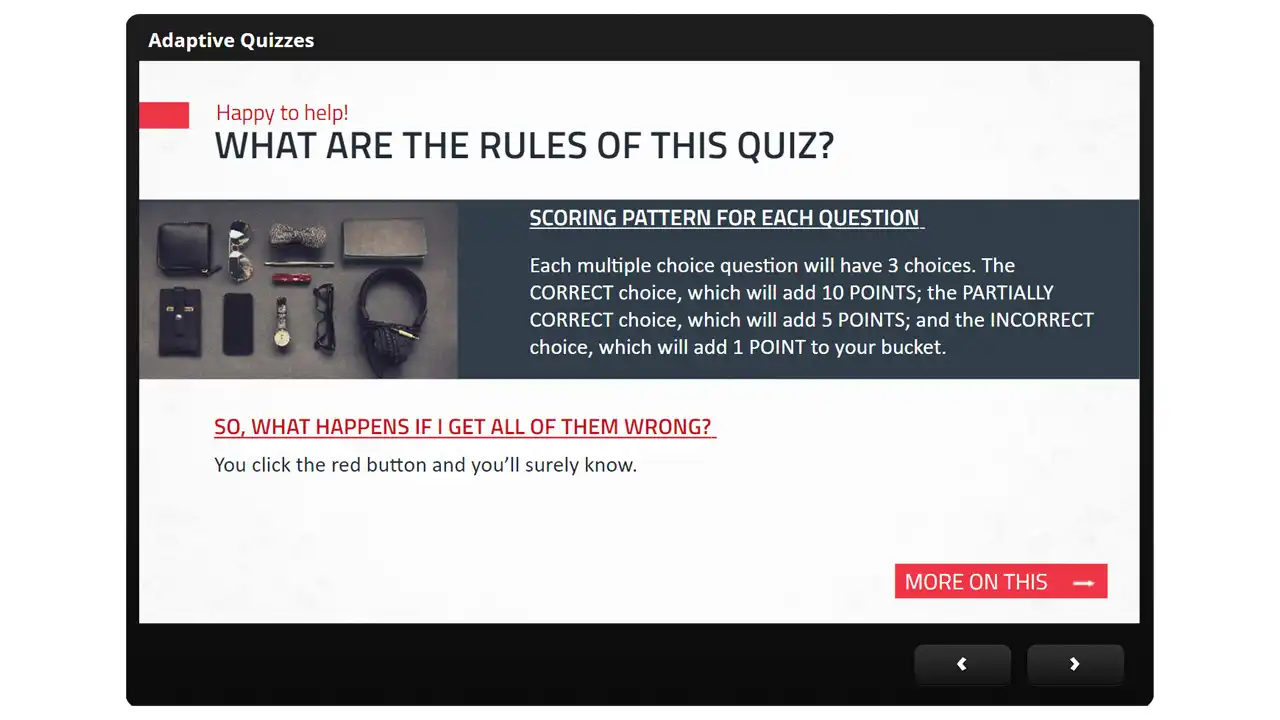 Adaptive Quizzes
Happy to help!
WHAT ARE THE RULES OF THIS QUIZ?
SCORING PATTERN FOR EACH QUESTION
Each multiple choice question will have 3 choices. The
CORRECT choice, which will add 10 POINTS; the PARTIALLY
CORRECT choice, which will add 5 POINTS; and the INCORRECT
choice, which will add 1 POINT to your bucket.
SO, WHAT HAPPENS IF I GET ALL OF THEM WRONG?
You click the red button and you’ll surely know.
MORE ON THIS